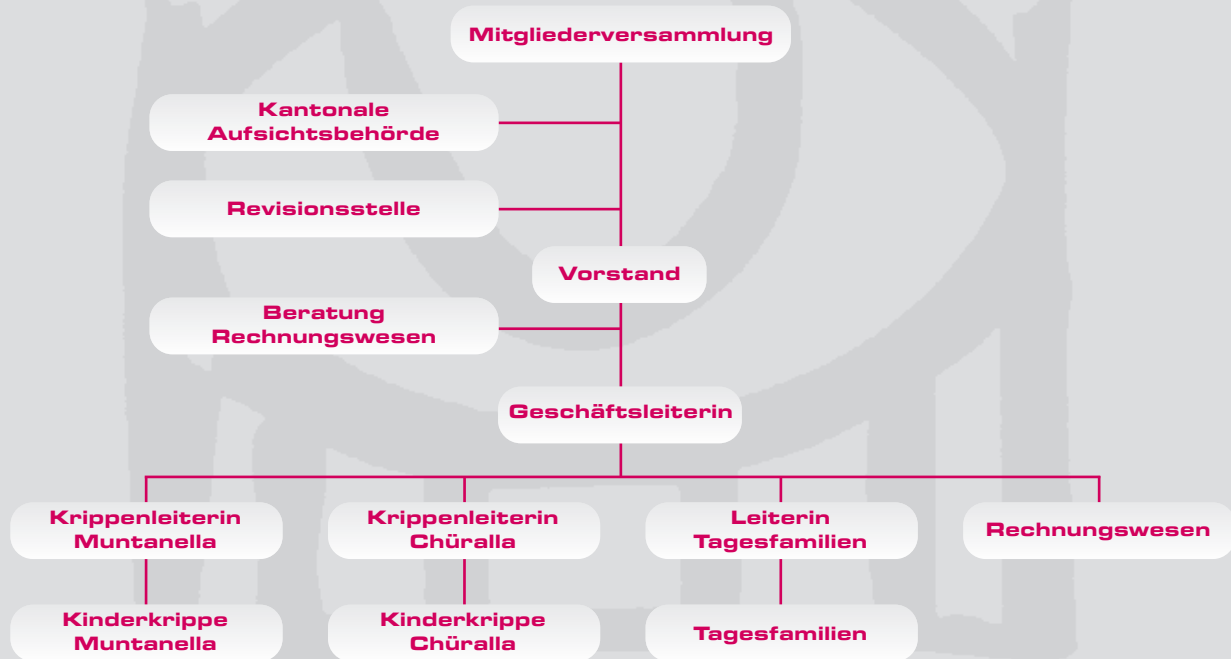 Mitgliederversammlung
Kantonale
Aufsichtsbehörde
Revisionsstelle
Vorstand
Beratung
Rechnungswesen
Geschäftsleiterin
Krippenleiterin
Muntanella
Krippenleiterin
Chüralla
Leiterin
Tagesfamilien
Rechnungswesen
Kinderkrippe
Muntanella
Kinderkrippe
Chüralla
Tagesfamilien